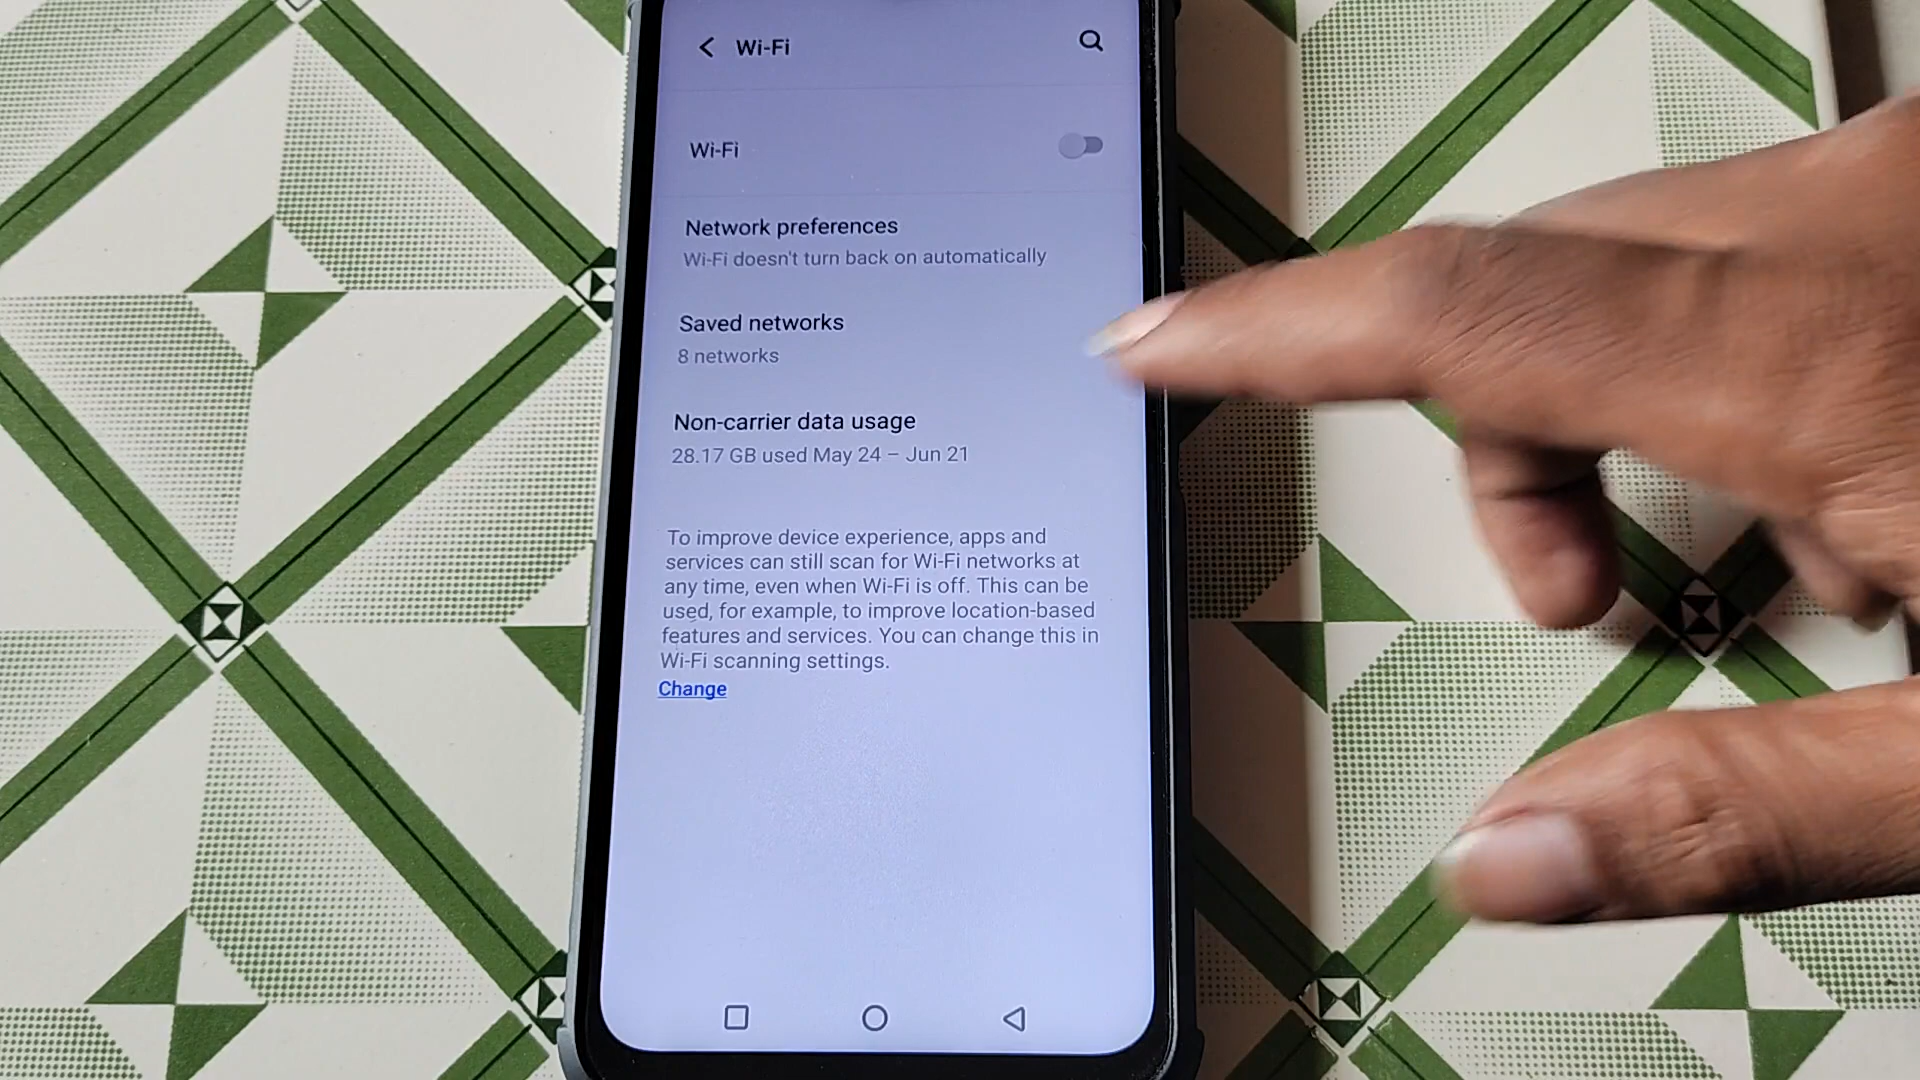 Wi-Fi
Wi-Fi
Network preferences
Wi-Fi doesn't turn back on automatically
Saved networks
8 networks
Non-carrier data usage
28.17 GB used May 24 – Jun 21
To improve device experience, apps and
services can still scan for Wi-Fi networks at
any time, even when Wi-Fi is off. This can be
used, for example, to improve location-based
features and services. You can change this in
Wi-Fi scanning settings.
Change